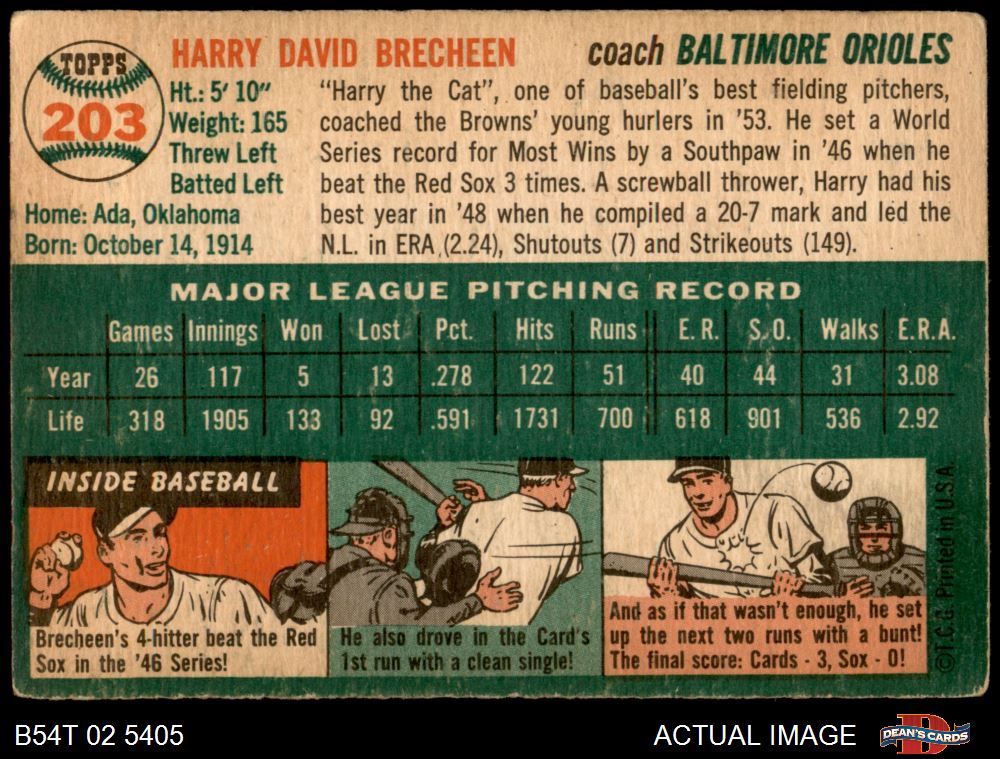 TOPPS
203
HARRY DAVID BRECHEEN
coach BALTIMORE ORIOLES
Ht.: 5' 10"
Weight: 165
Threw Left
Batted Left
Home: Ada, Oklahoma
Born: October 14, 1914
"Harry the Cat", one of baseball's best fielding pitchers,
coached the Browns' young hurlers in '53. He set a World
Series record for Most Wins by a Southpaw in '46 when he
beat the Red Sox 3 times. A screwball thrower, Harry had his
best year in '48 when he compiled a 20-7 mark and led the
N.L. in ERA (2.24), Shutouts (7) and Strikeouts (149).
MAJOR LEAGUE PITCHING RECORD
Games Innings Won Lost Pct. Hits Runs E. R. S. O. Walks E.R.A.
Year 26 117 5 13 .278 122 51 40 44 31 3.08
Life 318 1905 133 92 .591 1731 700 618 901 536 2.92
INSIDE BASEBALL
Brecheen's 4-hitter beat the Red
Sox in the '46 Series!
He also drove in the Card's
1st run with a clean single!
And as if that wasn't enough, he set
up the next two runs with a bunt!
The final score: Cards - 3, Sox - 0!
©T.C.G. Printed in U.S.A.
B54T 02 5405
ACTUAL IMAGE
D
DEAN'S CARDS